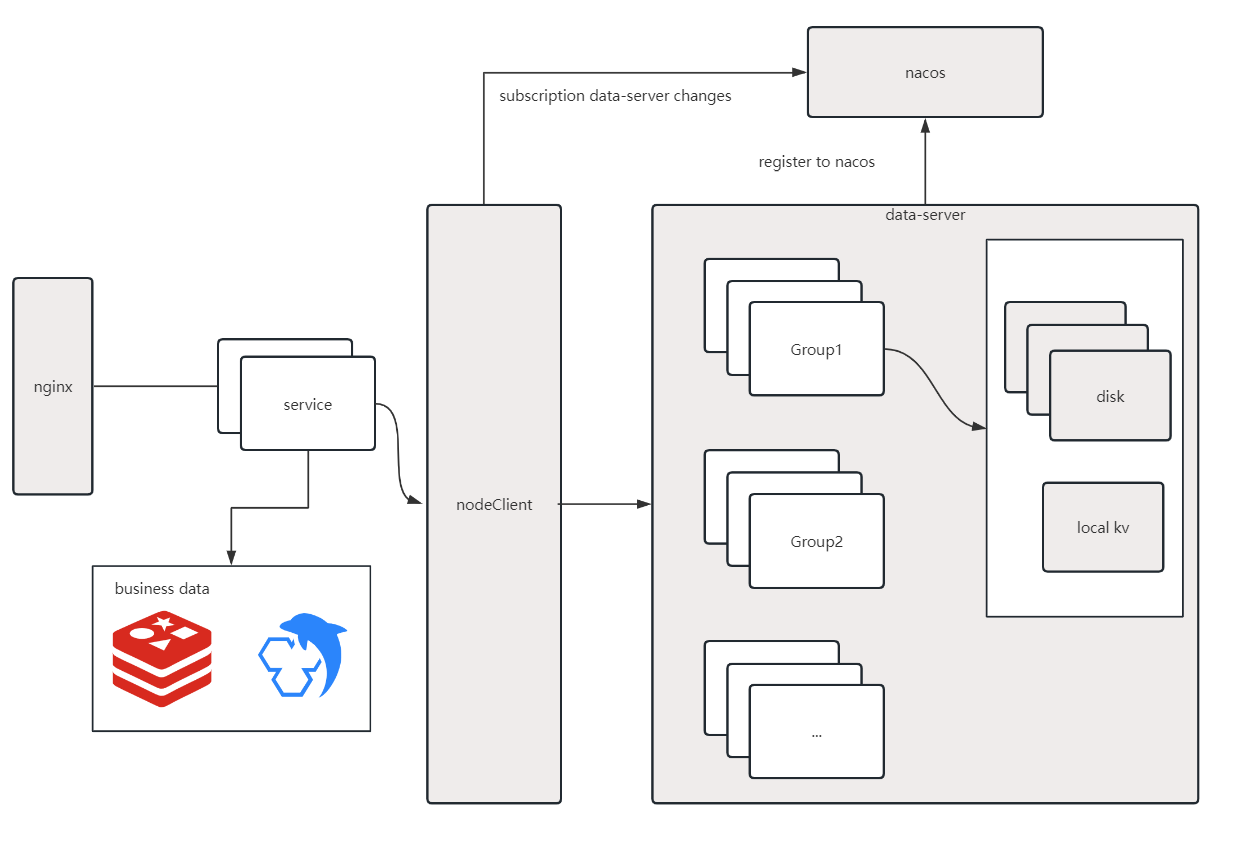 nacos
subscription data-server changes
register to nacos
data-server
nginx
service
nodeClient
Group1
disk
Group2
local kv
business data
...